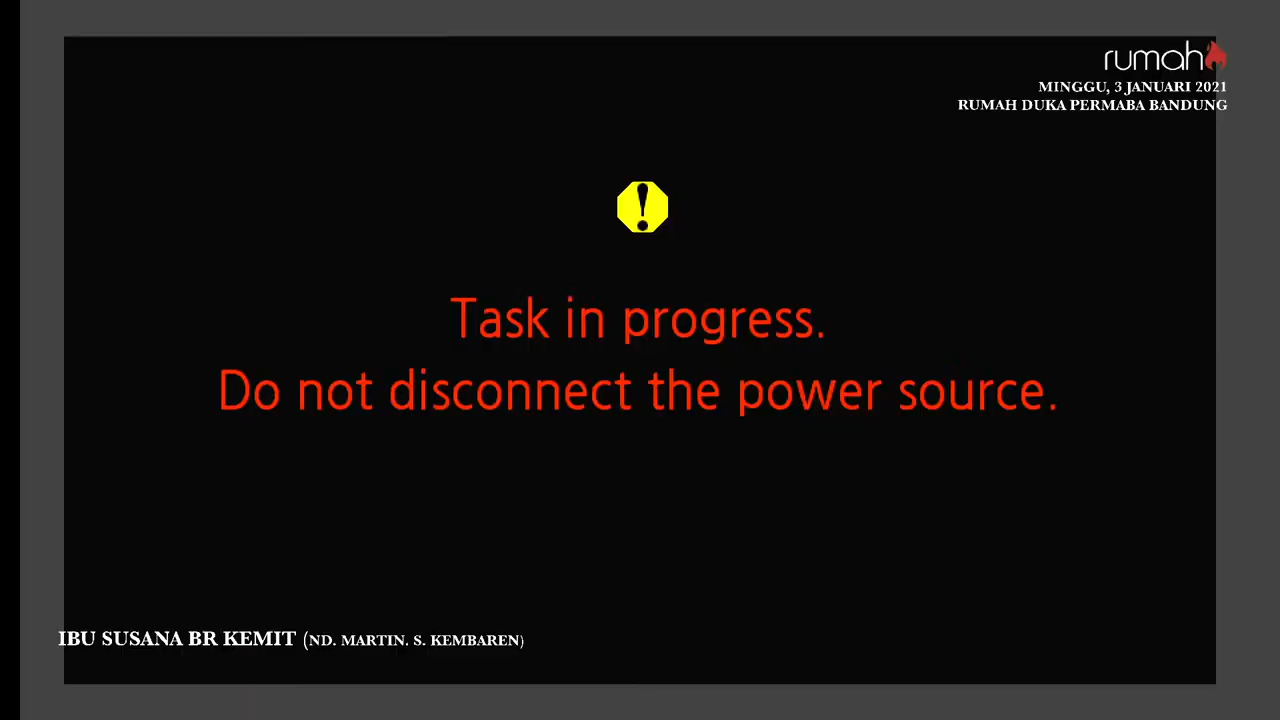 rumah
MINGGU, 3 JANUARI 2021
RUMAH DUKA PERMABA BANDUNG
!
Task in progress.
Do not disconnect the power source.
IBU SUSANA BR KEMIT (ND. MARTIN. S. KEMBAREN)